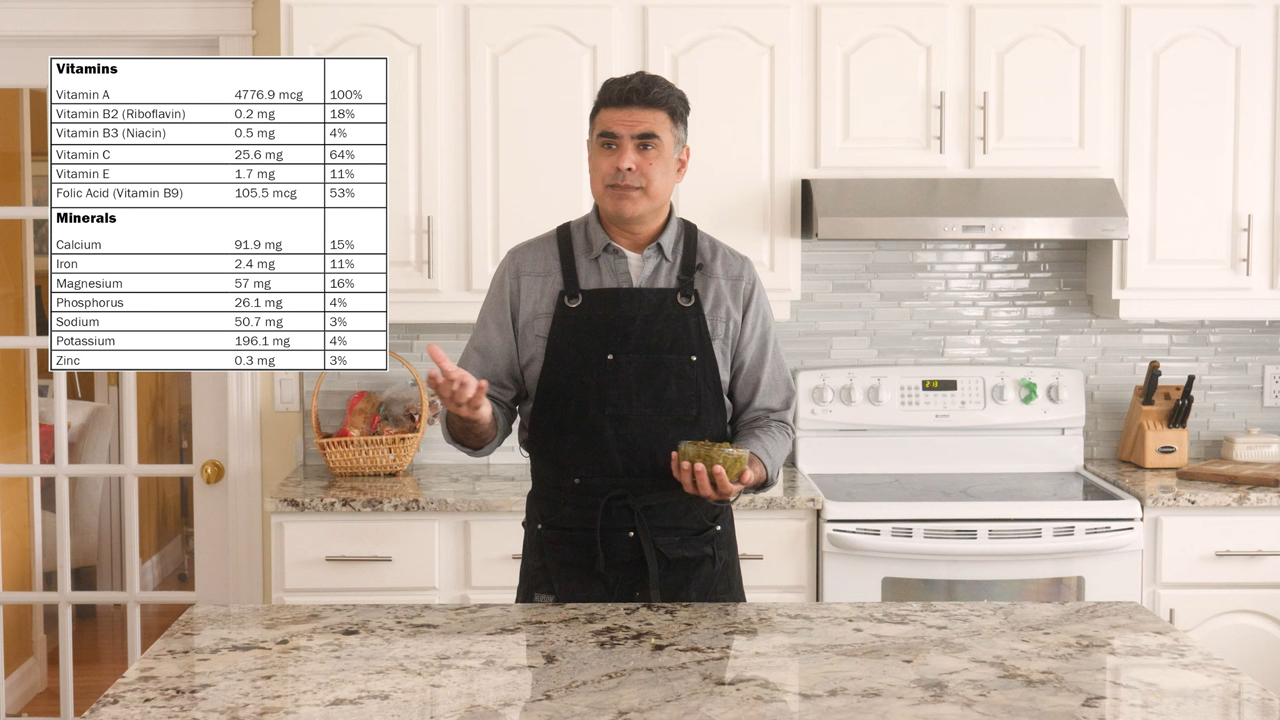 Vitamins
Vitamin A 4776.9 mcg 100%
Vitamin B2 (Riboflavin) 0.2 mg 18%
Vitamin B3 (Niacin) 0.5 mg 4%
Vitamin C 25.6 mg 64%
Vitamin E 1.7 mg 11%
Folic Acid (Vitamin B9) 105.5 mcg 53%
Minerals
Calcium 91.9 mg 15%
Iron 2.4 mg 11%
Magnesium 57 mg 16%
Phosphorus 26.1 mg 4%
Sodium 50.7 mg 3%
Potassium 196.1 mg 4%
Zinc 0.3 mg 3%
2:13